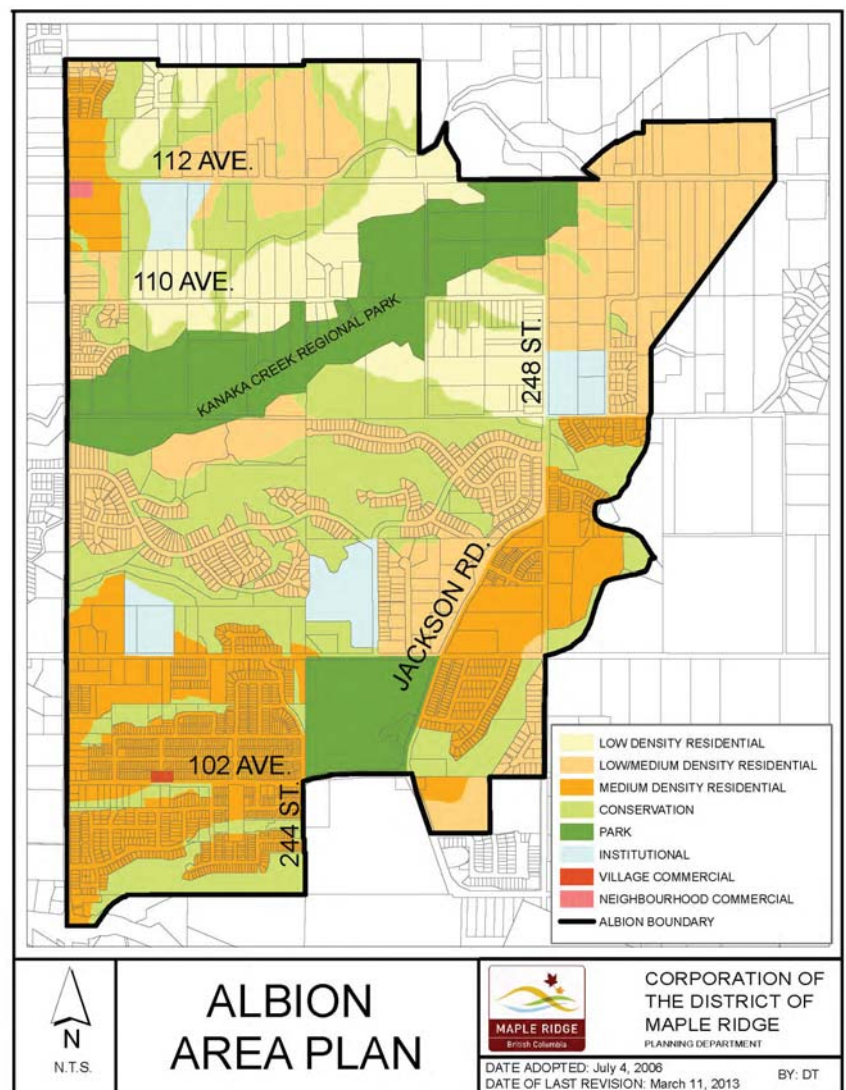 112 AVE.
110 AVE.
KANAKA CREEK REGIONAL PARK
248 ST.
JACKSON RD.
102 AVE.
244 ST.
LOW DENSITY RESIDENTIAL
LOW/MEDIUM DENSITY RESIDENTIAL
MEDIUM DENSITY RESIDENTIAL
CONSERVATION
PARK
INSTITUTIONAL
VILLAGE COMMERCIAL
NEIGHBOURHOOD COMMERCIAL
ALBION BOUNDARY
N
N.T.S.
ALBION
AREA PLAN
MAPLE RIDGE
British Columbia
CORPORATION OF
THE DISTRICT OF
MAPLE RIDGE
PLANNING DEPARTMENT
DATE ADOPTED: July 4, 2006
DATE OF LAST REVISION: March 11, 2013
BY: DT